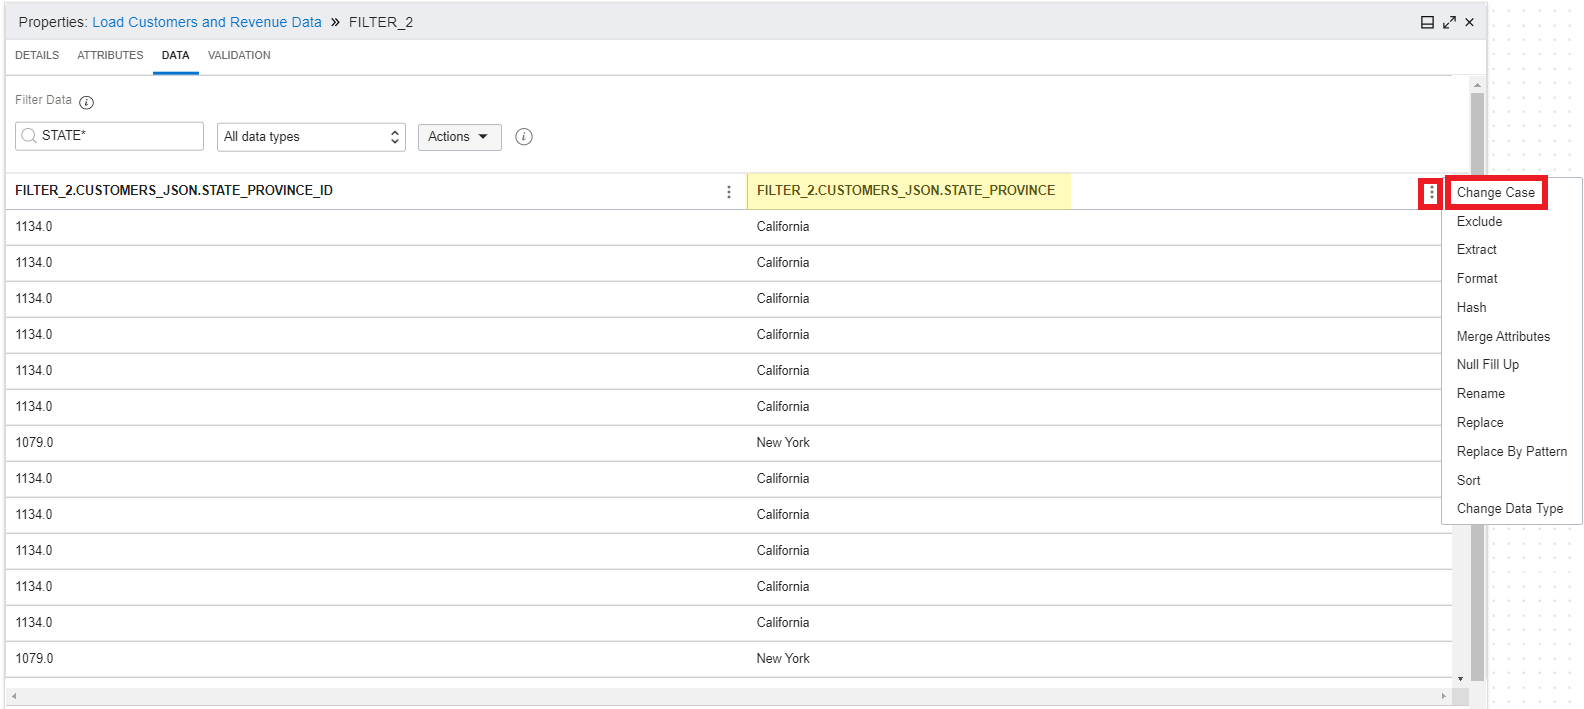 Properties: Load Customers and Revenue Data » FILTER_2
DETAILS ATTRIBUTES DATA VALIDATION
Filter Data i
STATE* All data types Actions i
FILTER_2.CUSTOMERS_JSON.STATE_PROVINCE_ID FILTER_2.CUSTOMERS_JSON.STATE_PROVINCE
1134.0 California
1134.0 California
1134.0 California
1134.0 California
1134.0 California
1134.0 California
1079.0 New York
1134.0 California
1134.0 California
1134.0 California
1134.0 California
1134.0 California
1079.0 New York
Change Case
Exclude
Extract
Format
Hash
Merge Attributes
Null Fill Up
Rename
Replace
Replace By Pattern
Sort
Change Data Type